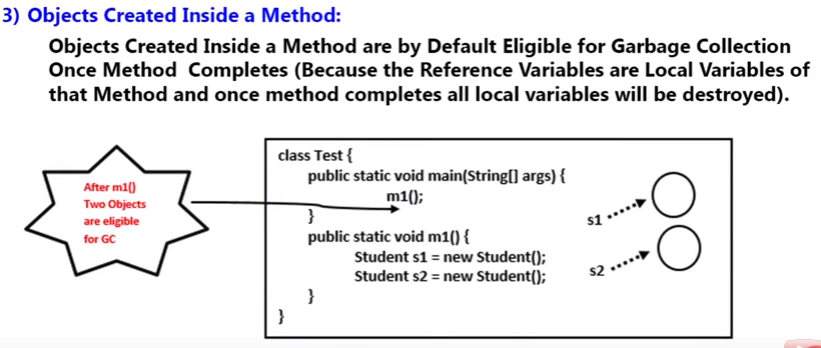 3) Objects Created Inside a Method:
Objects Created Inside a Method are by Default Eligible for Garbage Collection
Once Method Completes (Because the Reference Variables are Local Variables of
that Method and once method completes all local variables will be destroyed).
After m1()
Two Objects
are eligible
for GC
class Test {
public static void main(String[] args) {
m1();
}
public static void m1() {
Student s1 = new Student();
Student s2 = new Student();
}
}
s1
s2